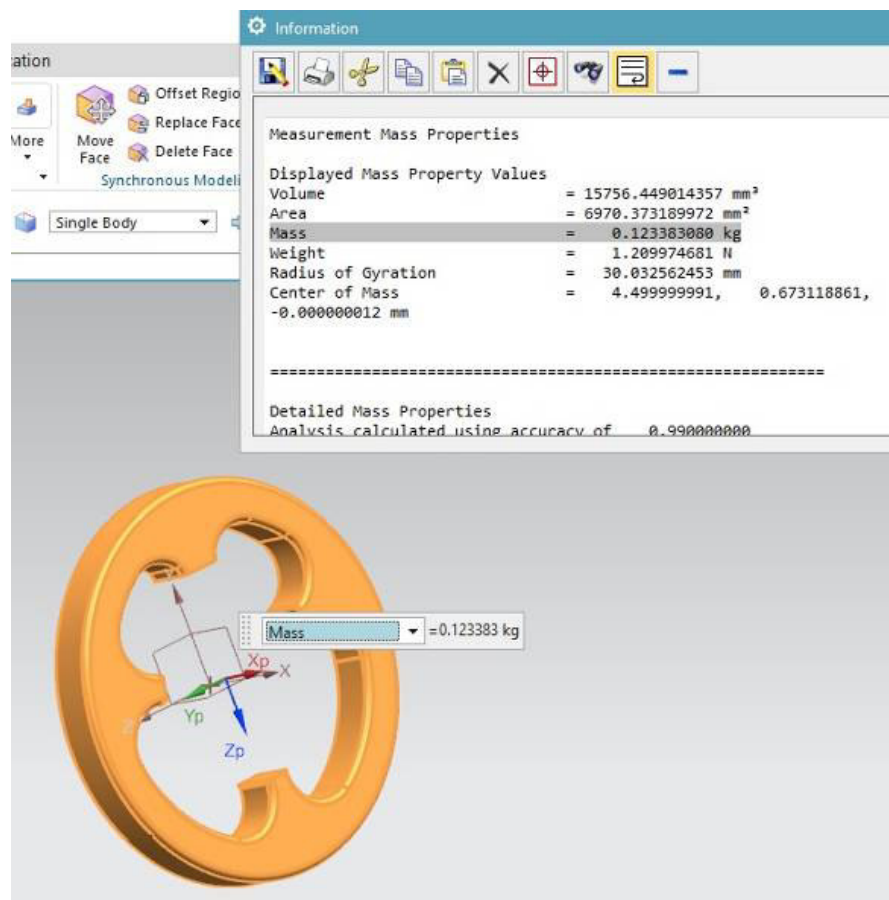 Information
ation
Offset Regio
More
Move
Face
Replace Face
Delete Face
Synchronous Modeli
Single Body
Measurement Mass Properties
Displayed Mass Property Values
Volume = 15756.449014357 mm³
Area = 6970.373189972 mm²
Mass = 0.123383080 kg
Weight = 1.209974681 N
Radius of Gyration = 30.032562453 mm
Center of Mass = 4.499999991, 0.673118861,
-0.000000012 mm
=============================================================
Detailed Mass Properties
Analysis calculated using accuracy of 0.990000000
Mass =0.123383 kg
Xp X
Yp
Z
Zp